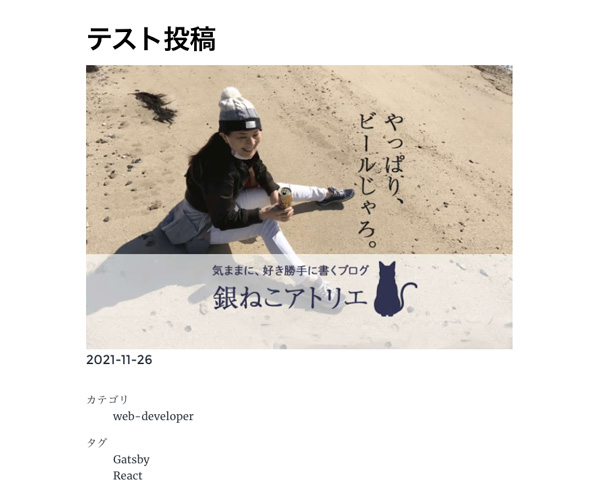 テスト投稿
やっぱり、
ビールじゃろ。
気ままに、好き勝手に書くブログ
銀ねこアトリエ
2021-11-26
カテゴリ
web-developer
タグ
Gatsby
React